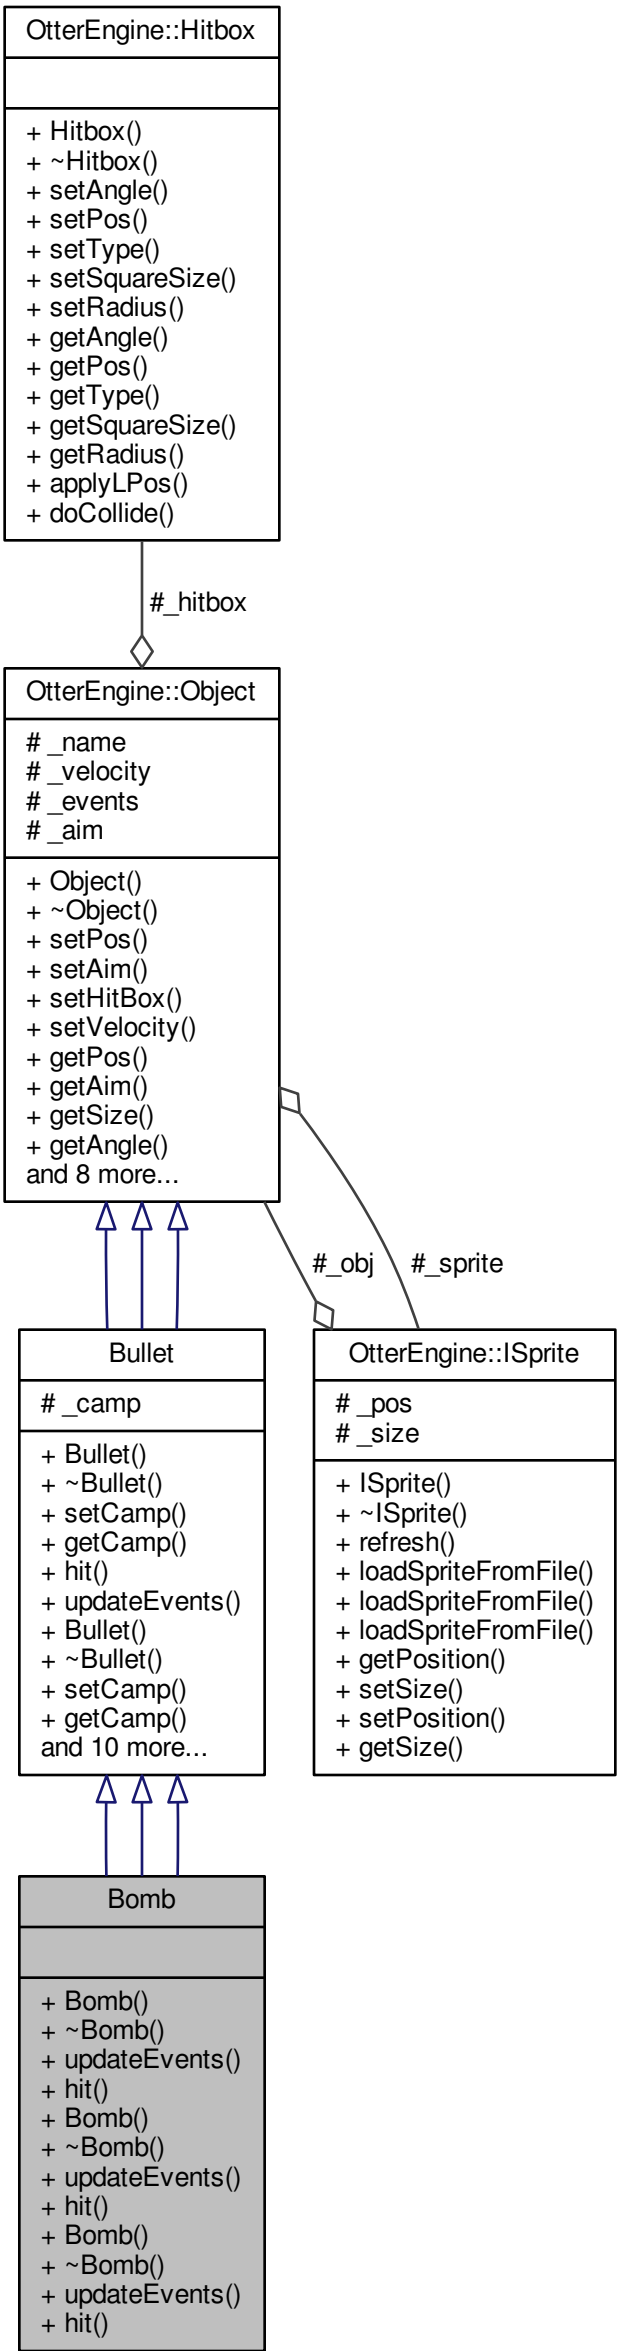 OtterEngine::Hitbox
+ Hitbox()
+ ~Hitbox()
+ setAngle()
+ setPos()
+ setType()
+ setSquareSize()
+ setRadius()
+ getAngle()
+ getPos()
+ getType()
+ getSquareSize()
+ getRadius()
+ applyLPos()
+ doCollide()
#_hitbox
OtterEngine::Object
# _name
# _velocity
# _events
# _aim
+ Object()
+ ~Object()
+ setPos()
+ setAim()
+ setHitBox()
+ setVelocity()
+ getPos()
+ getAim()
+ getSize()
+ getAngle()
and 8 more...
#_obj
#_sprite
Bullet
# _camp
+ Bullet()
+ ~Bullet()
+ setCamp()
+ getCamp()
+ hit()
+ updateEvents()
+ Bullet()
+ ~Bullet()
+ setCamp()
+ getCamp()
and 10 more...
OtterEngine::ISprite
# _pos
# _size
+ ISprite()
+ ~ISprite()
+ refresh()
+ loadSpriteFromFile()
+ loadSpriteFromFile()
+ loadSpriteFromFile()
+ getPosition()
+ setSize()
+ setPosition()
+ getSize()
Bomb
+ Bomb()
+ ~Bomb()
+ updateEvents()
+ hit()
+ Bomb()
+ ~Bomb()
+ updateEvents()
+ hit()
+ Bomb()
+ ~Bomb()
+ updateEvents()
+ hit()